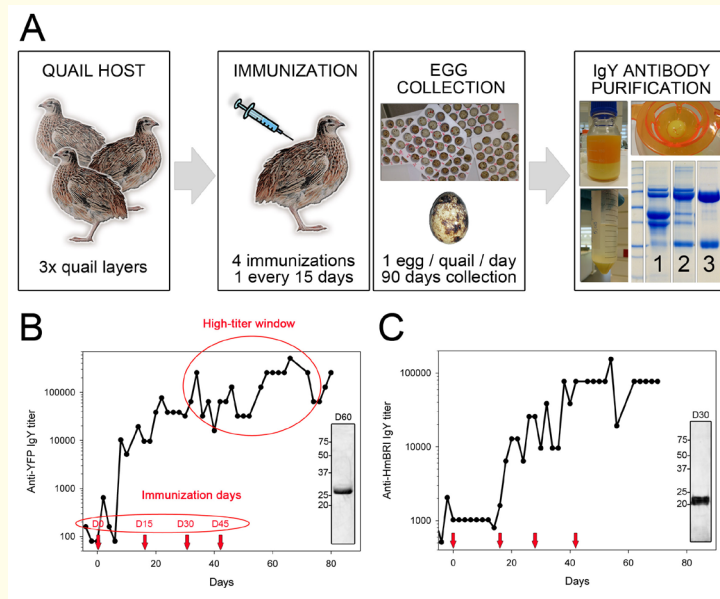 A
QUAIL HOST
3x quail layers
IMMUNIZATION
4 immunizations
1 every 15 days
EGG
COLLECTION
1 egg / quail / day
90 days collection
IgY ANTIBODY
PURIFICATION
1 2 3
B
High-titer window
Anti-YFP IgY titer
100000
10000
1000
100
Immunization days
D0 D15 D30 D45
0 20 40 60 80
Days
D60
75
50
37
25
20
C
Anti-HmBRI IgY titer
100000
10000
1000
0 20 40 60 80
Days
D30
75
50
37
25
20